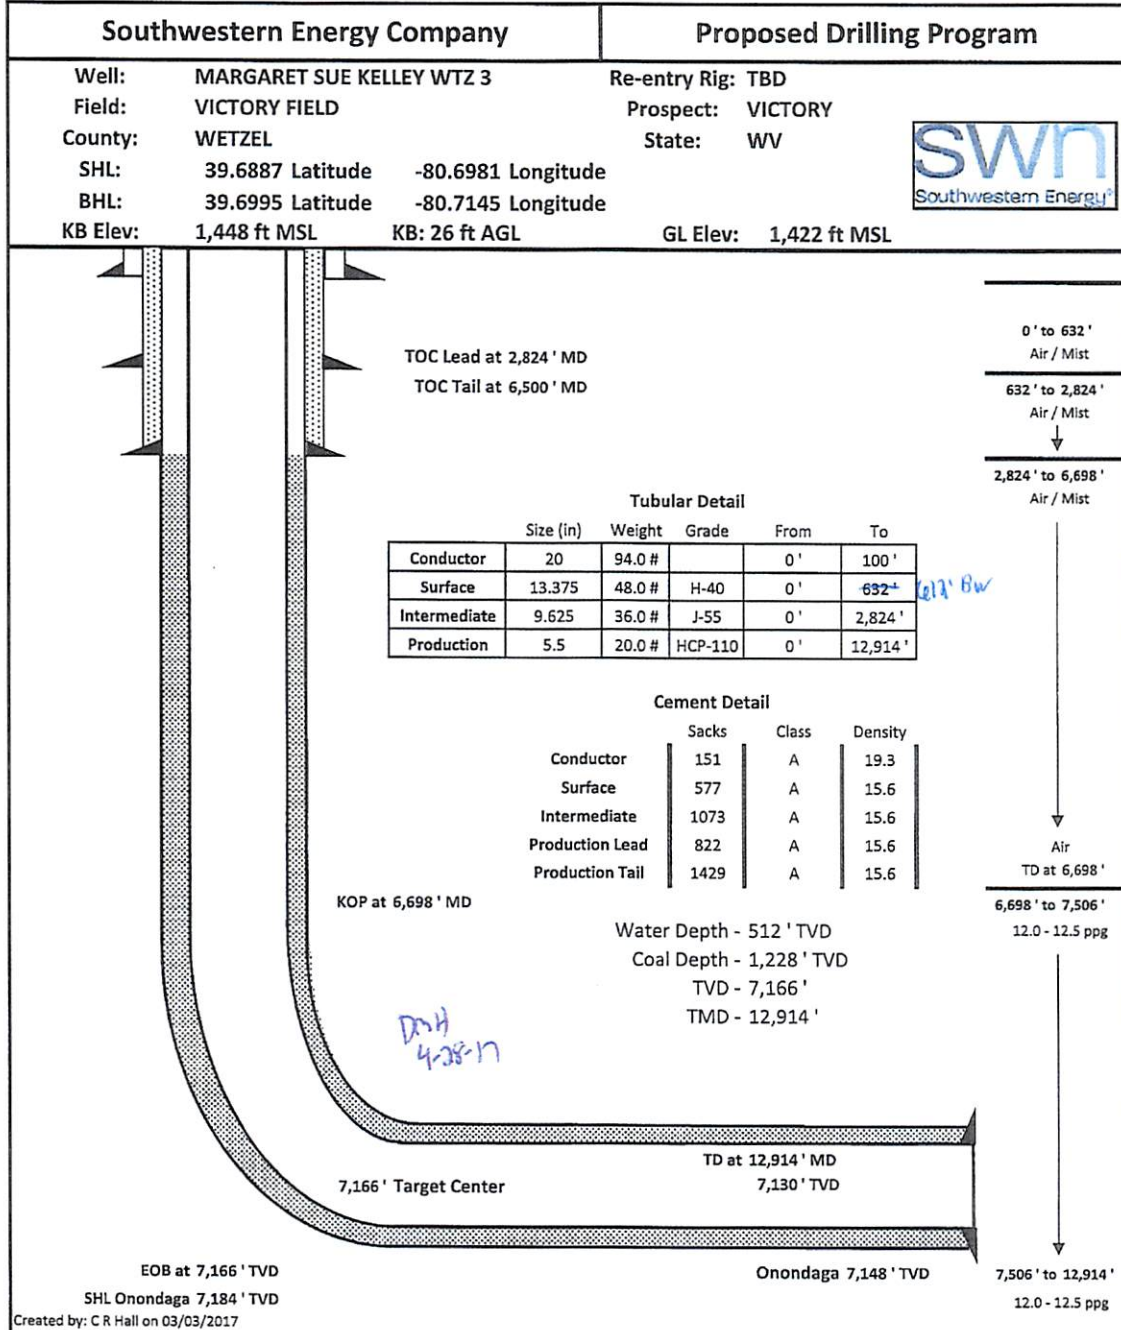 Southwestern Energy Company
Proposed Drilling Program
Well: MARGARET SUE KELLEY WTZ 3 Re-entry Rig: TBD
Field: VICTORY FIELD Prospect: VICTORY
County: WETZEL State: WV
SHL: 39.6887 Latitude -80.6981 Longitude
BHL: 39.6995 Latitude -80.7145 Longitude
KB Elev: 1,448 ft MSL KB: 26 ft AGL GL Elev: 1,422 ft MSL
swn
Southwestern Energy®
0 ' to 632 '
Air / Mist
TOC Lead at 2,824 ' MD
TOC Tail at 6,500 ' MD
632 ' to 2,824 '
Air / Mist
2,824 ' to 6,698 '
Air / Mist
Tubular Detail
Size (in) Weight Grade From To
Conductor 20 94.0 # 0 ' 100 '
Surface 13.375 48.0 # H-40 0 ' 632 ' BW
Intermediate 9.625 36.0 # J-55 0 ' 2,824 '
Production 5.5 20.0 # HCP-110 0 ' 12,914 '
Cement Detail
Sacks Class Density
Conductor 151 A 19.3
Surface 577 A 15.6
Intermediate 1073 A 15.6
Production Lead 822 A 15.6
Production Tail 1429 A 15.6
Air
TD at 6,698 '
KOP at 6,698 ' MD
6,698 ' to 7,506 '
12.0 - 12.5 ppg
Water Depth - 512 ' TVD
Coal Depth - 1,228 ' TVD
TVD - 7,166 '
TMD - 12,914 '
DMH
4-28-17
TD at 12,914 ' MD
7,130 ' TVD
7,166 ' Target Center
EOB at 7,166 ' TVD
SHL Onondaga 7,184 ' TVD
Onondaga 7,148 ' TVD
7,506 ' to 12,914 '
12.0 - 12.5 ppg
Created by: C R Hall on 03/03/2017